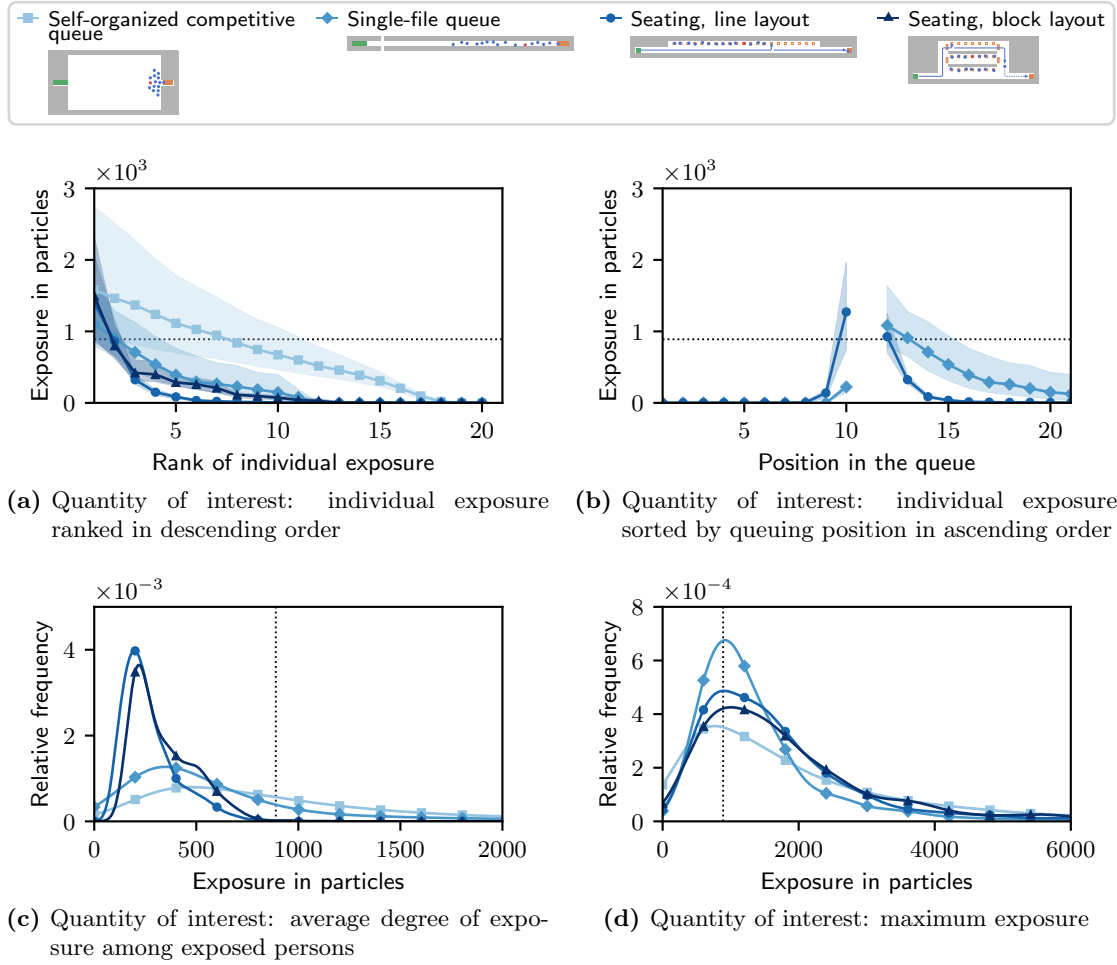 Self-organized competitive
queue
Single-file queue
Seating, line layout
Seating, block layout
×10³
3
2
1
0
Exposure in particles
5
10
15
20
Rank of individual exposure
(a) Quantity of interest: individual exposure
ranked in descending order
×10³
3
2
1
0
Exposure in particles
5
10
15
20
Position in the queue
(b) Quantity of interest: individual exposure
sorted by queuing position in ascending order
×10⁻³
4
2
0
Relative frequency
0
500
1000
1500
2000
Exposure in particles
(c) Quantity of interest: average degree of expo-
sure among exposed persons
×10⁻⁴
8
6
4
2
0
Relative frequency
0
2000
4000
6000
Exposure in particles
(d) Quantity of interest: maximum exposure